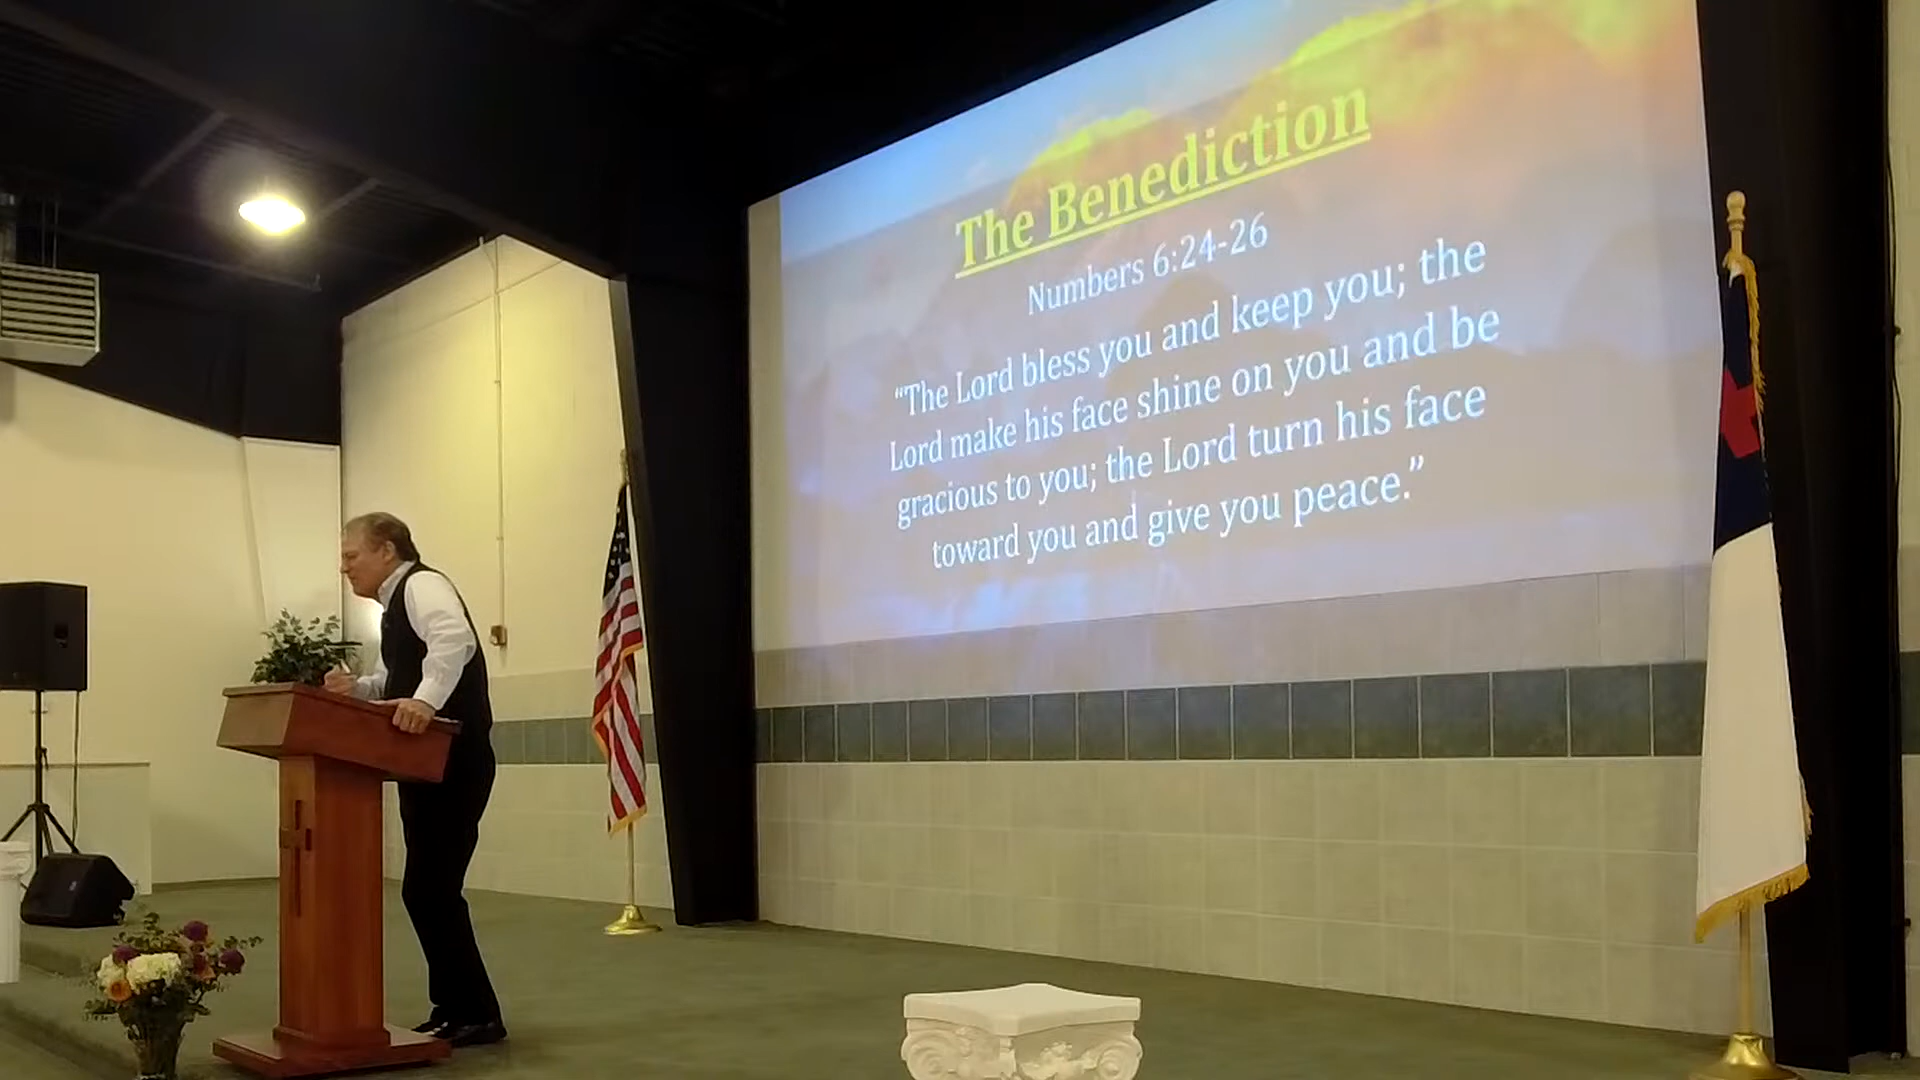 The Benediction
Numbers 6:24-26
“The Lord bless you and keep you; the
Lord make his face shine on you and be
gracious to you; the Lord turn his face
toward you and give you peace.”